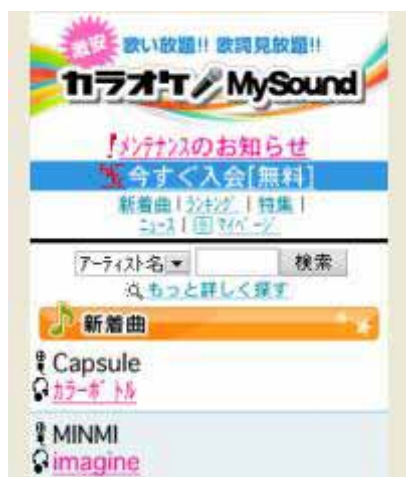 激安 歌い放題!! 歌詞見放題!!
カラオケ MySound
メンテナンスのお知らせ
今すぐ入会[無料]
新着曲 | ランキング | 特集 |
ニュース | マイページ
アーティスト名 検索
もっと詳しく探す
新着曲
Capsule
カラーボトル
MINMI
imagine